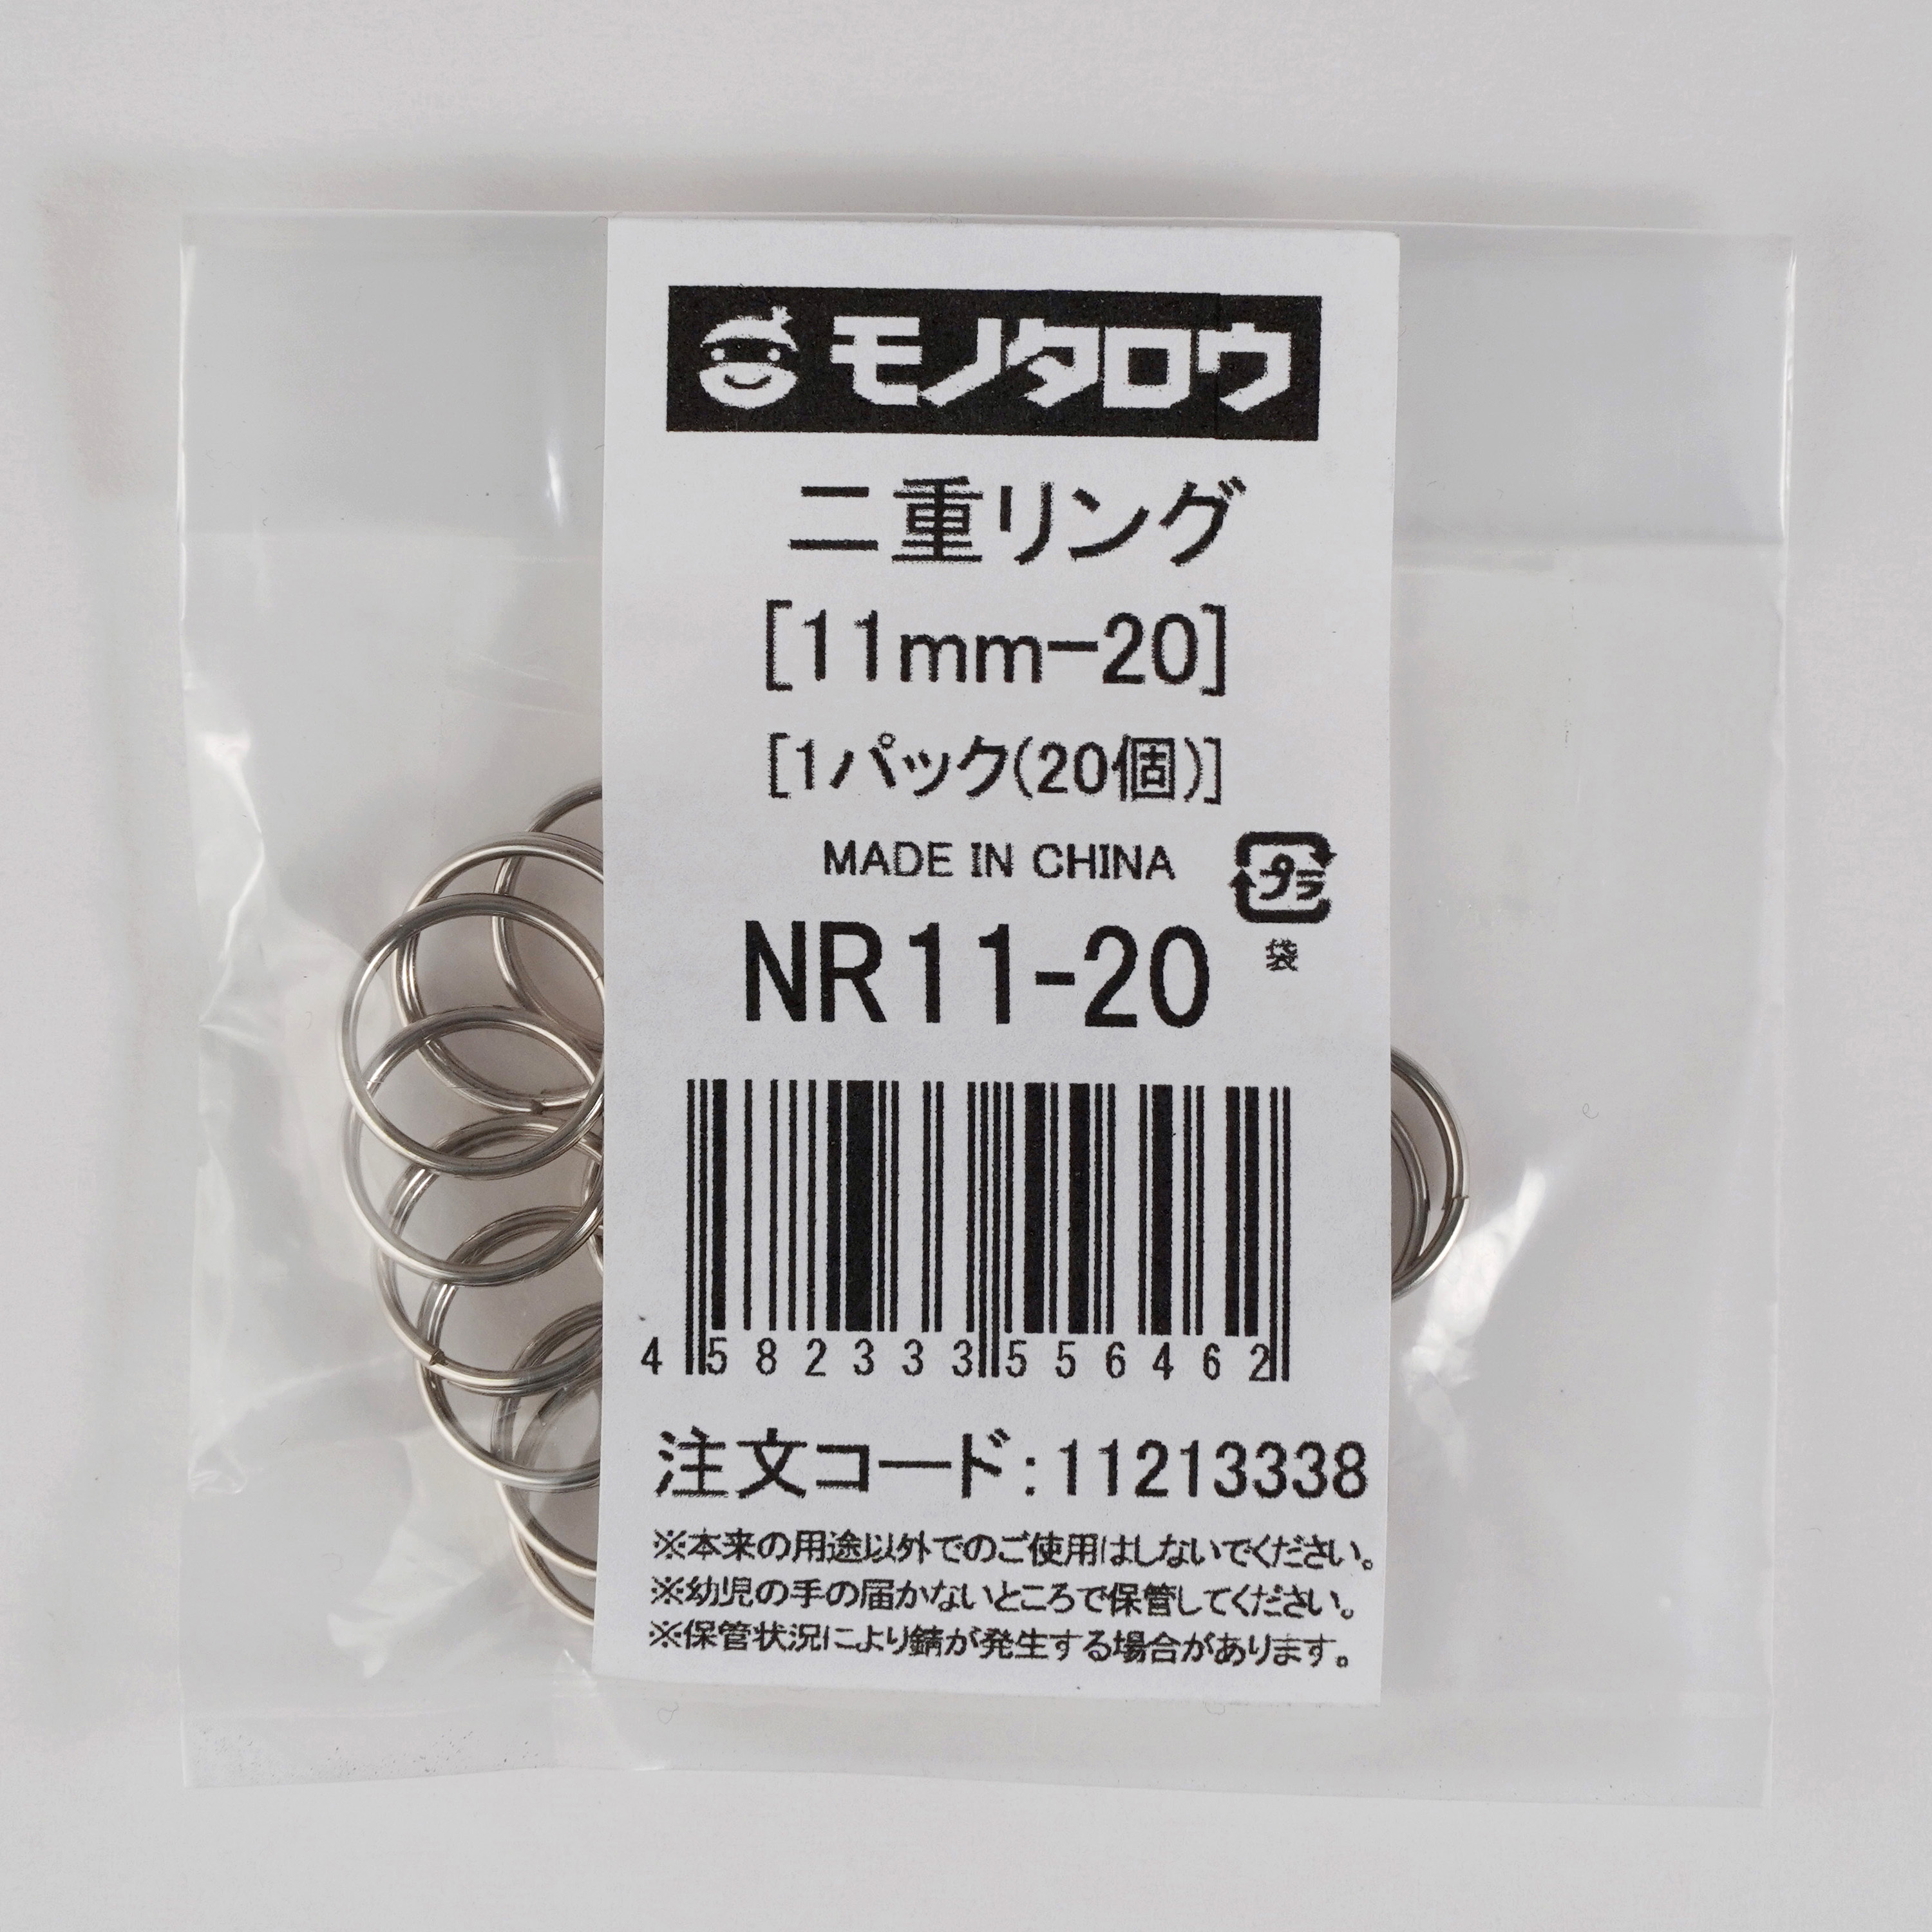 モノタロウ
二重リング
[11mm-20]
[1パック(20個)]
MADE IN CHINA
プラ
袋
NR11-20
4 582333 556462
注文コード:11213338
※本来の用途以外でのご使用はしないでください。
※幼児の手の届かないところで保管してください。
※保管状況により錆が発生する場合があります。